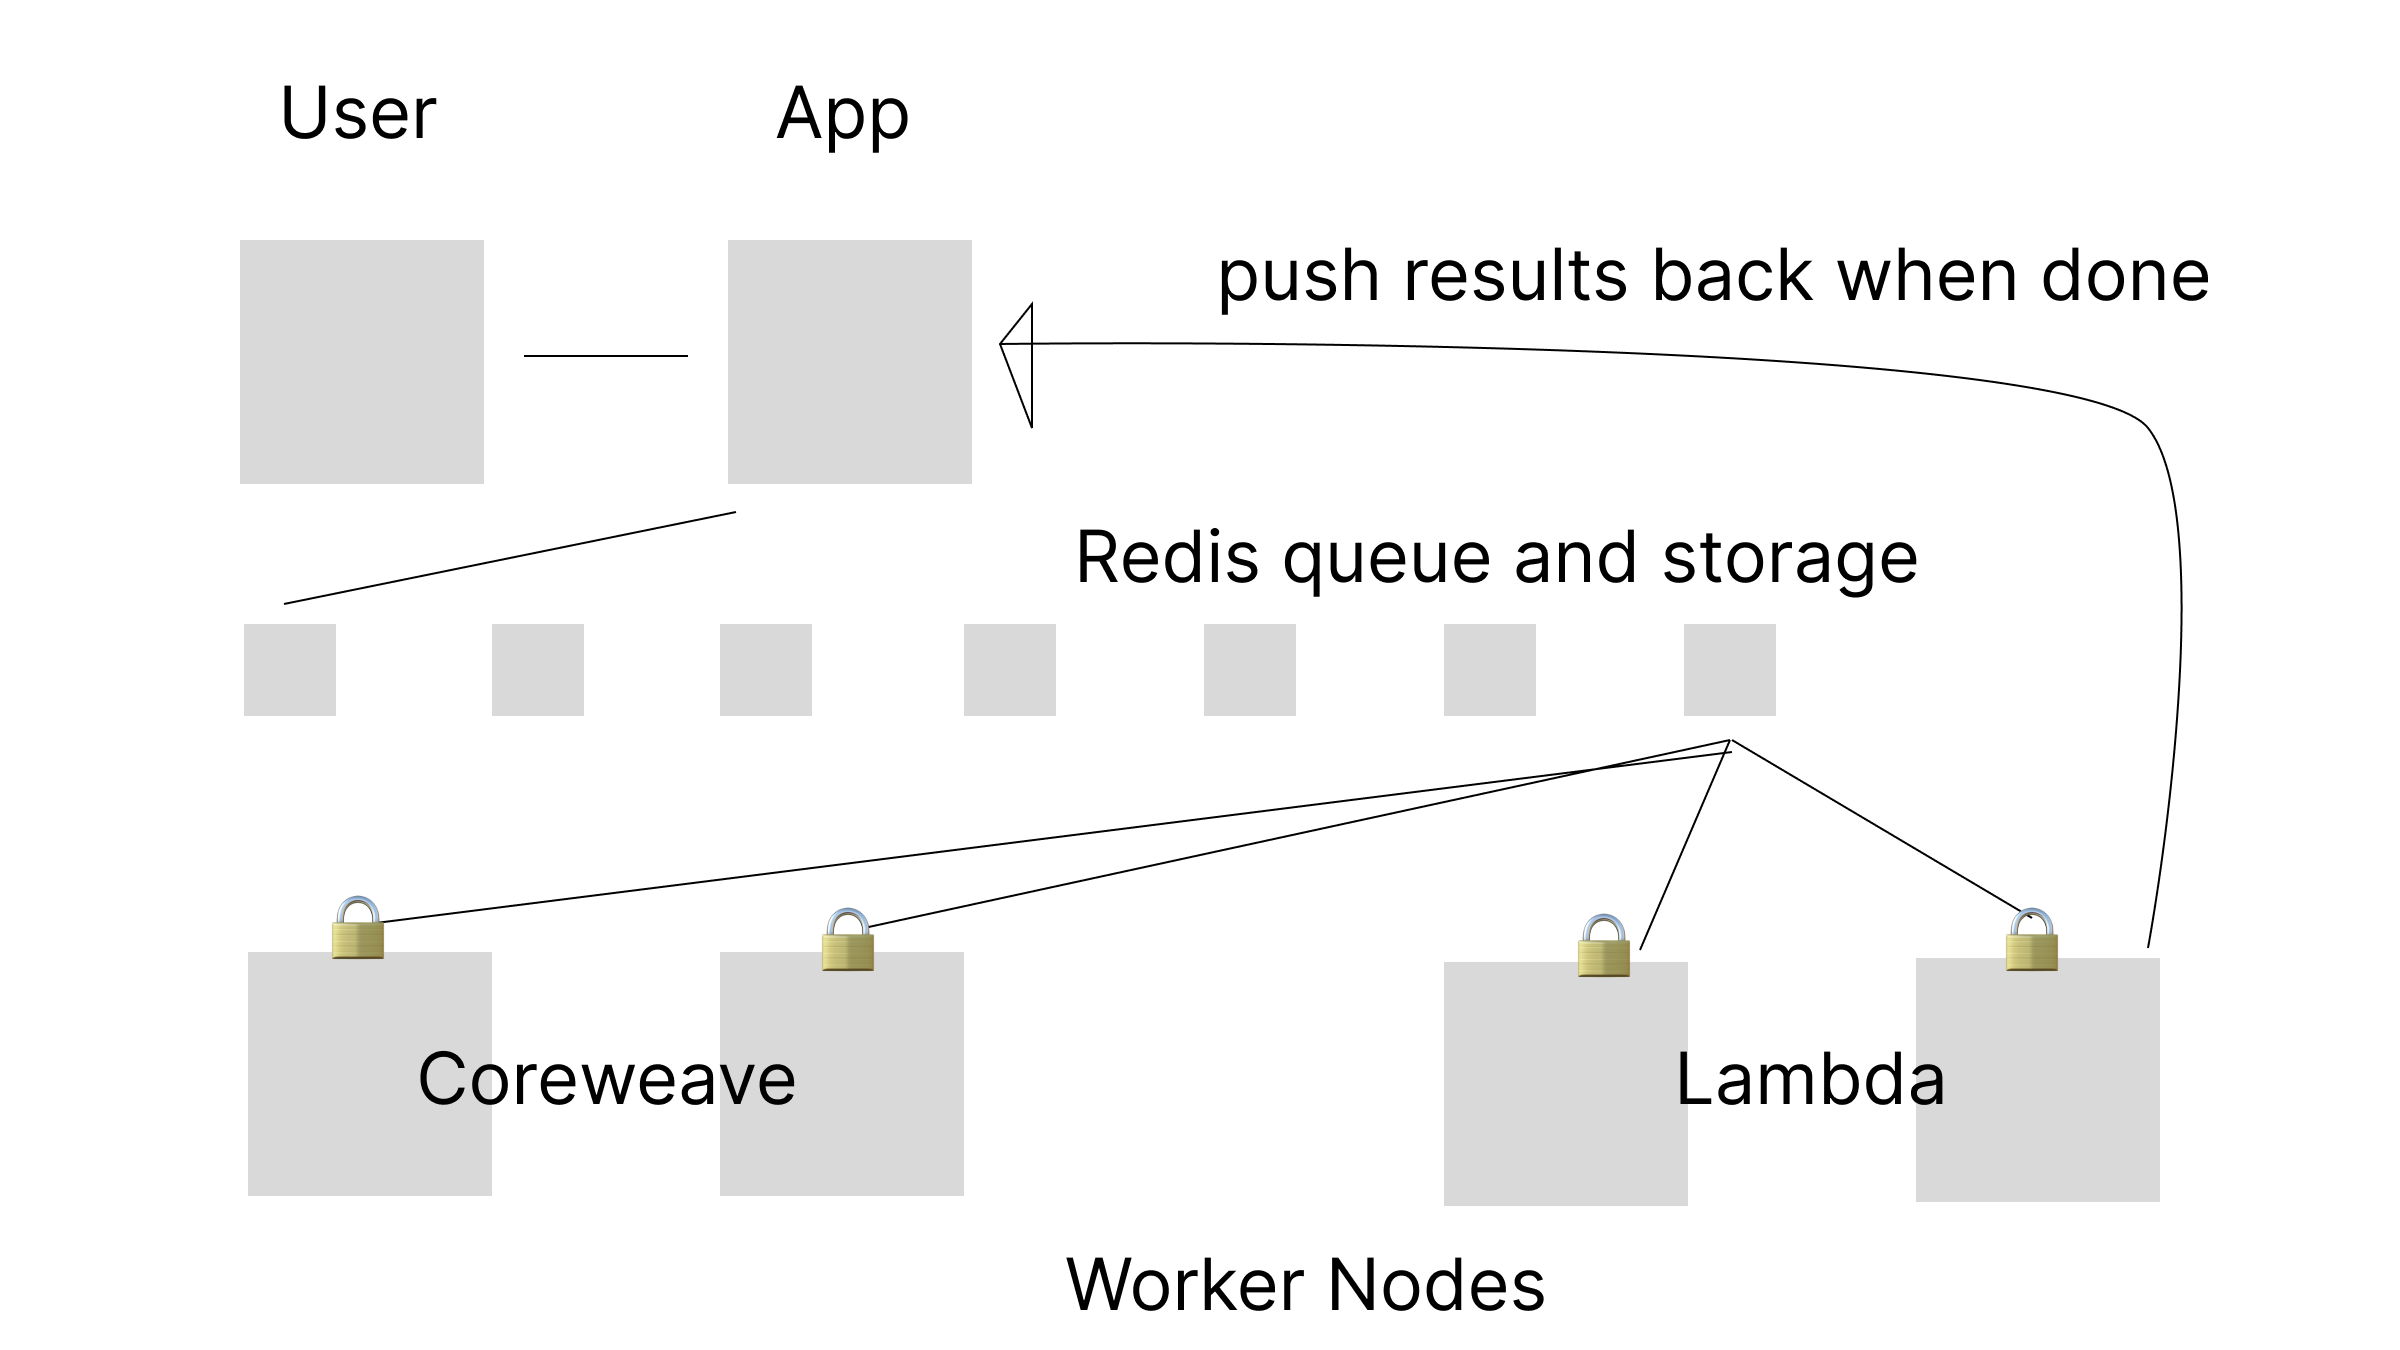 User
App
push results back when done
Redis queue and storage
Coreweave
Lambda
Worker Nodes